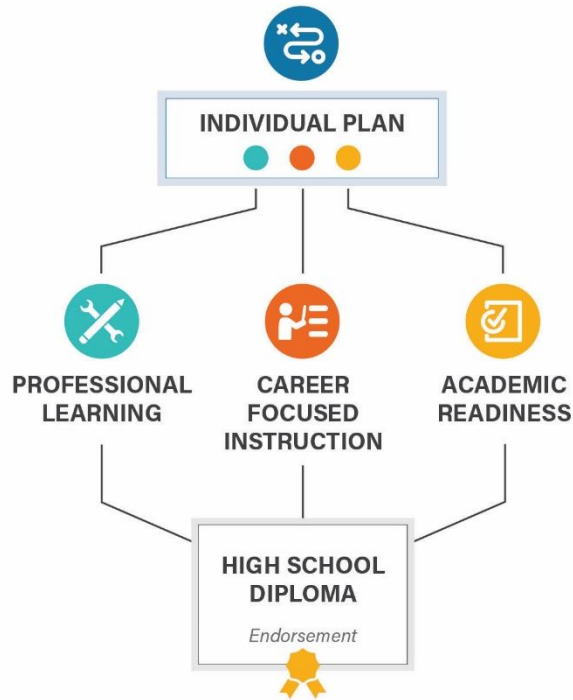 INDIVIDUAL PLAN
PROFESSIONAL
LEARNING
CAREER
FOCUSED
INSTRUCTION
ACADEMIC
READINESS
HIGH SCHOOL
DIPLOMA
Endorsement